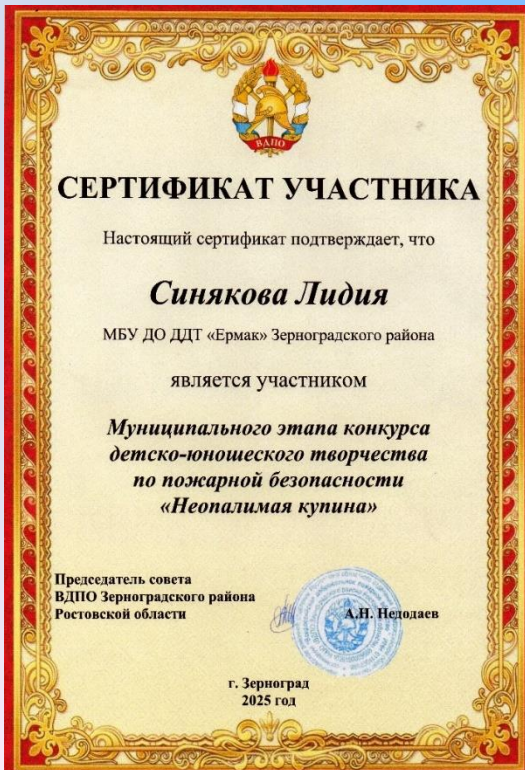 ВДПО
СЕРТИФИКАТ УЧАСТНИКА
Настоящий сертификат подтверждает, что
Синякова Лидия
МБУ ДО ДДТ «Ермак» Зерноградского района
является участником
Муниципального этапа конкурса
детско-юношеского творчества
по пожарной безопасности
«Неопалимая купина»
Председатель совета
ВДПО Зерноградского района
Ростовской области А.Н. Недодаев
г. Зерноград
2025 год